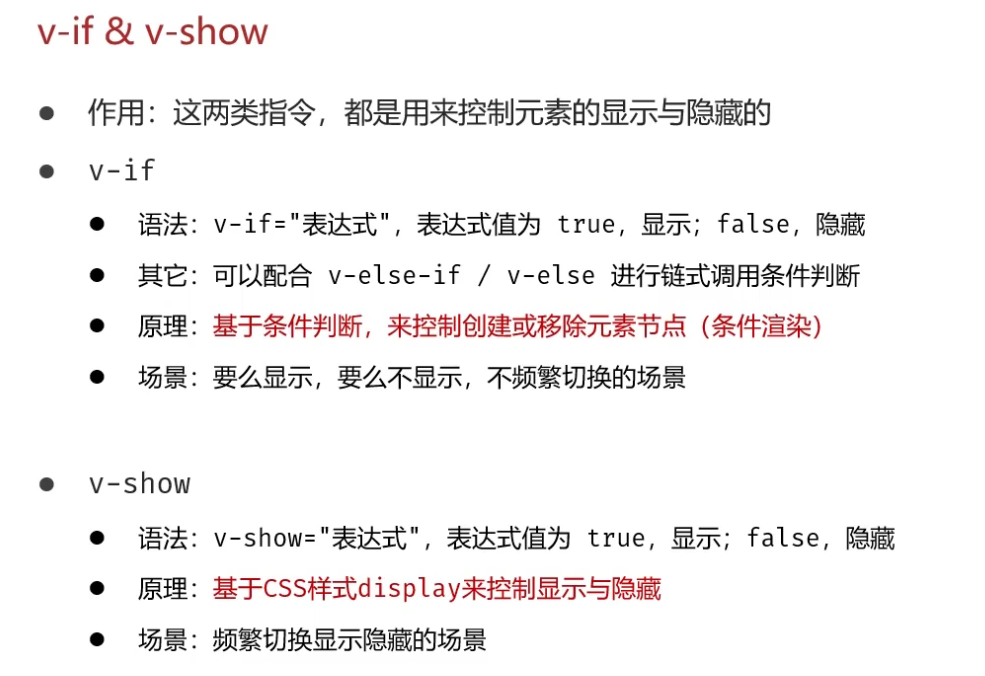 v-if & v-show
● 作用：这两类指令，都是用来控制元素的显示与隐藏的
● v-if
● 语法：v-if="表达式"，表达式值为 true，显示；false，隐藏
● 其它：可以配合 v-else-if / v-else 进行链式调用条件判断
● 原理：基于条件判断，来控制创建或移除元素节点（条件渲染）
● 场景：要么显示，要么不显示，不频繁切换的场景
● v-show
● 语法：v-show="表达式"，表达式值为 true，显示；false，隐藏
● 原理：基于CSS样式display来控制显示与隐藏
● 场景：频繁切换显示隐藏的场景